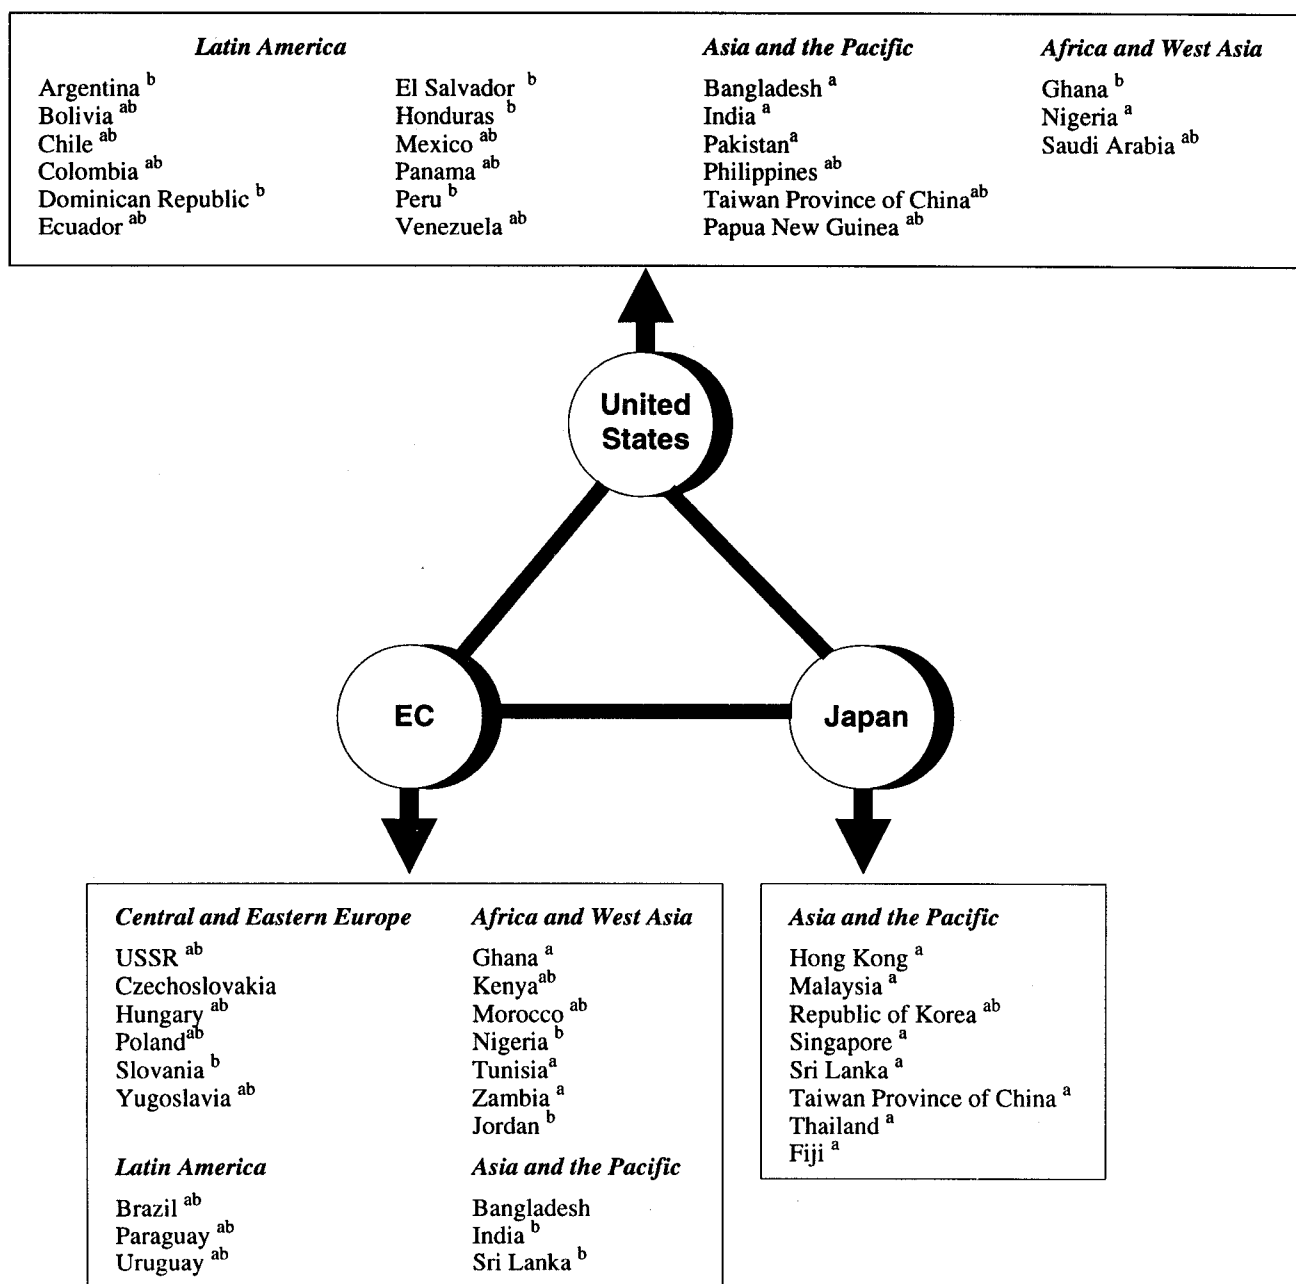 Latin America
Argentina b
Bolivia ab
Chile ab
Colombia ab
Dominican Republic b
Ecuador ab
El Salvador b
Honduras b
Mexico ab
Panama ab
Peru b
Venezuela ab
Asia and the Pacific
Bangladesh a
India a
Pakistan a
Philippines ab
Taiwan Province of China ab
Papua New Guinea ab
Africa and West Asia
Ghana b
Nigeria a
Saudi Arabia ab
United
States
EC
Japan
Central and Eastern Europe
USSR ab
Czechoslovakia
Hungary ab
Poland ab
Slovania b
Yugoslavia ab
Latin America
Brazil ab
Paraguay ab
Uruguay ab
Africa and West Asia
Ghana a
Kenya ab
Morocco ab
Nigeria b
Tunisia a
Zambia a
Jordan b
Asia and the Pacific
Bangladesh
India b
Sri Lanka b
Asia and the Pacific
Hong Kong a
Malaysia a
Republic of Korea ab
Singapore a
Sri Lanka a
Taiwan Province of China a
Thailand a
Fiji a